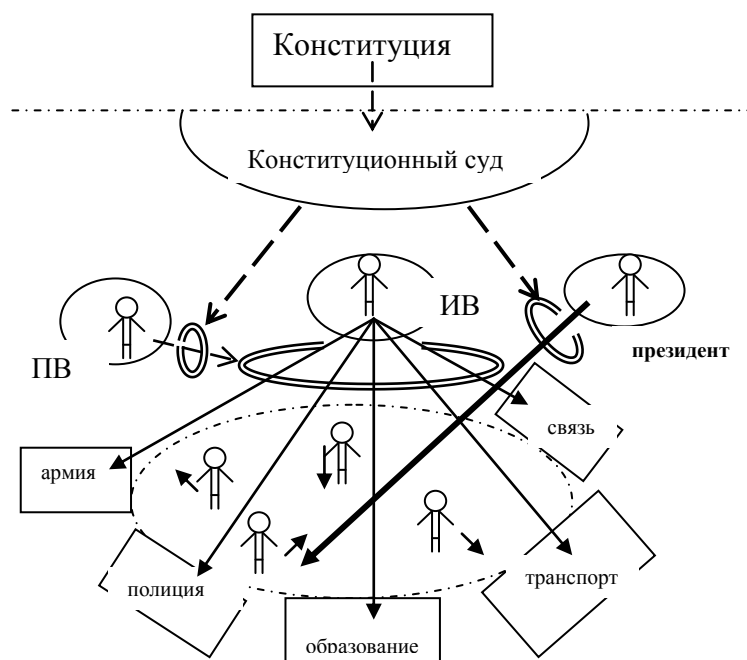 Конституция
Конституционный суд
ИВ
ПВ
президент
связь
армия
полиция
транспорт
образование